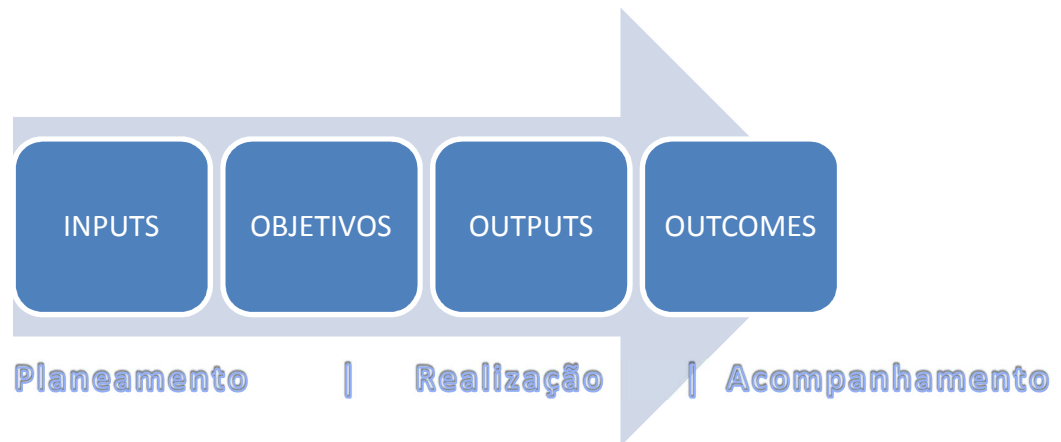 INPUTS OBJETIVOS OUTPUTS OUTCOMES
Planeamento | Realização | Acompanhamento